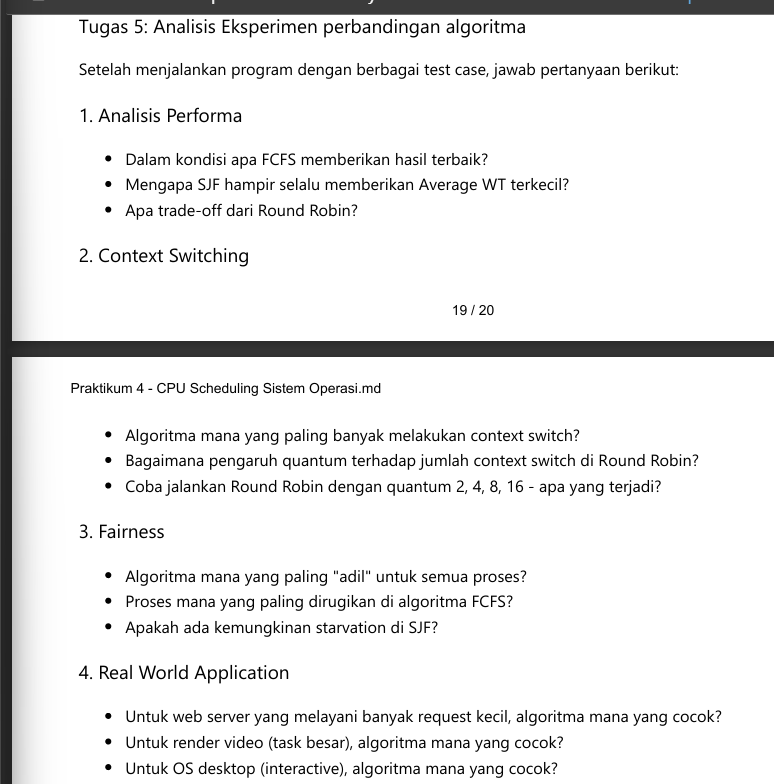 Tugas 5: Analisis Eksperimen perbandingan algoritma
Setelah menjalankan program dengan berbagai test case, jawab pertanyaan berikut:
1. Analisis Performa
• Dalam kondisi apa FCFS memberikan hasil terbaik?
• Mengapa SJF hampir selalu memberikan Average WT terkecil?
• Apa trade-off dari Round Robin?
2. Context Switching
19 / 20
Praktikum 4 - CPU Scheduling Sistem Operasi.md
• Algoritma mana yang paling banyak melakukan context switch?
• Bagaimana pengaruh quantum terhadap jumlah context switch di Round Robin?
• Coba jalankan Round Robin dengan quantum 2, 4, 8, 16 - apa yang terjadi?
3. Fairness
• Algoritma mana yang paling "adil" untuk semua proses?
• Proses mana yang paling dirugikan di algoritma FCFS?
• Apakah ada kemungkinan starvation di SJF?
4. Real World Application
• Untuk web server yang melayani banyak request kecil, algoritma mana yang cocok?
• Untuk render video (task besar), algoritma mana yang cocok?
• Untuk OS desktop (interactive), algoritma mana yang cocok?